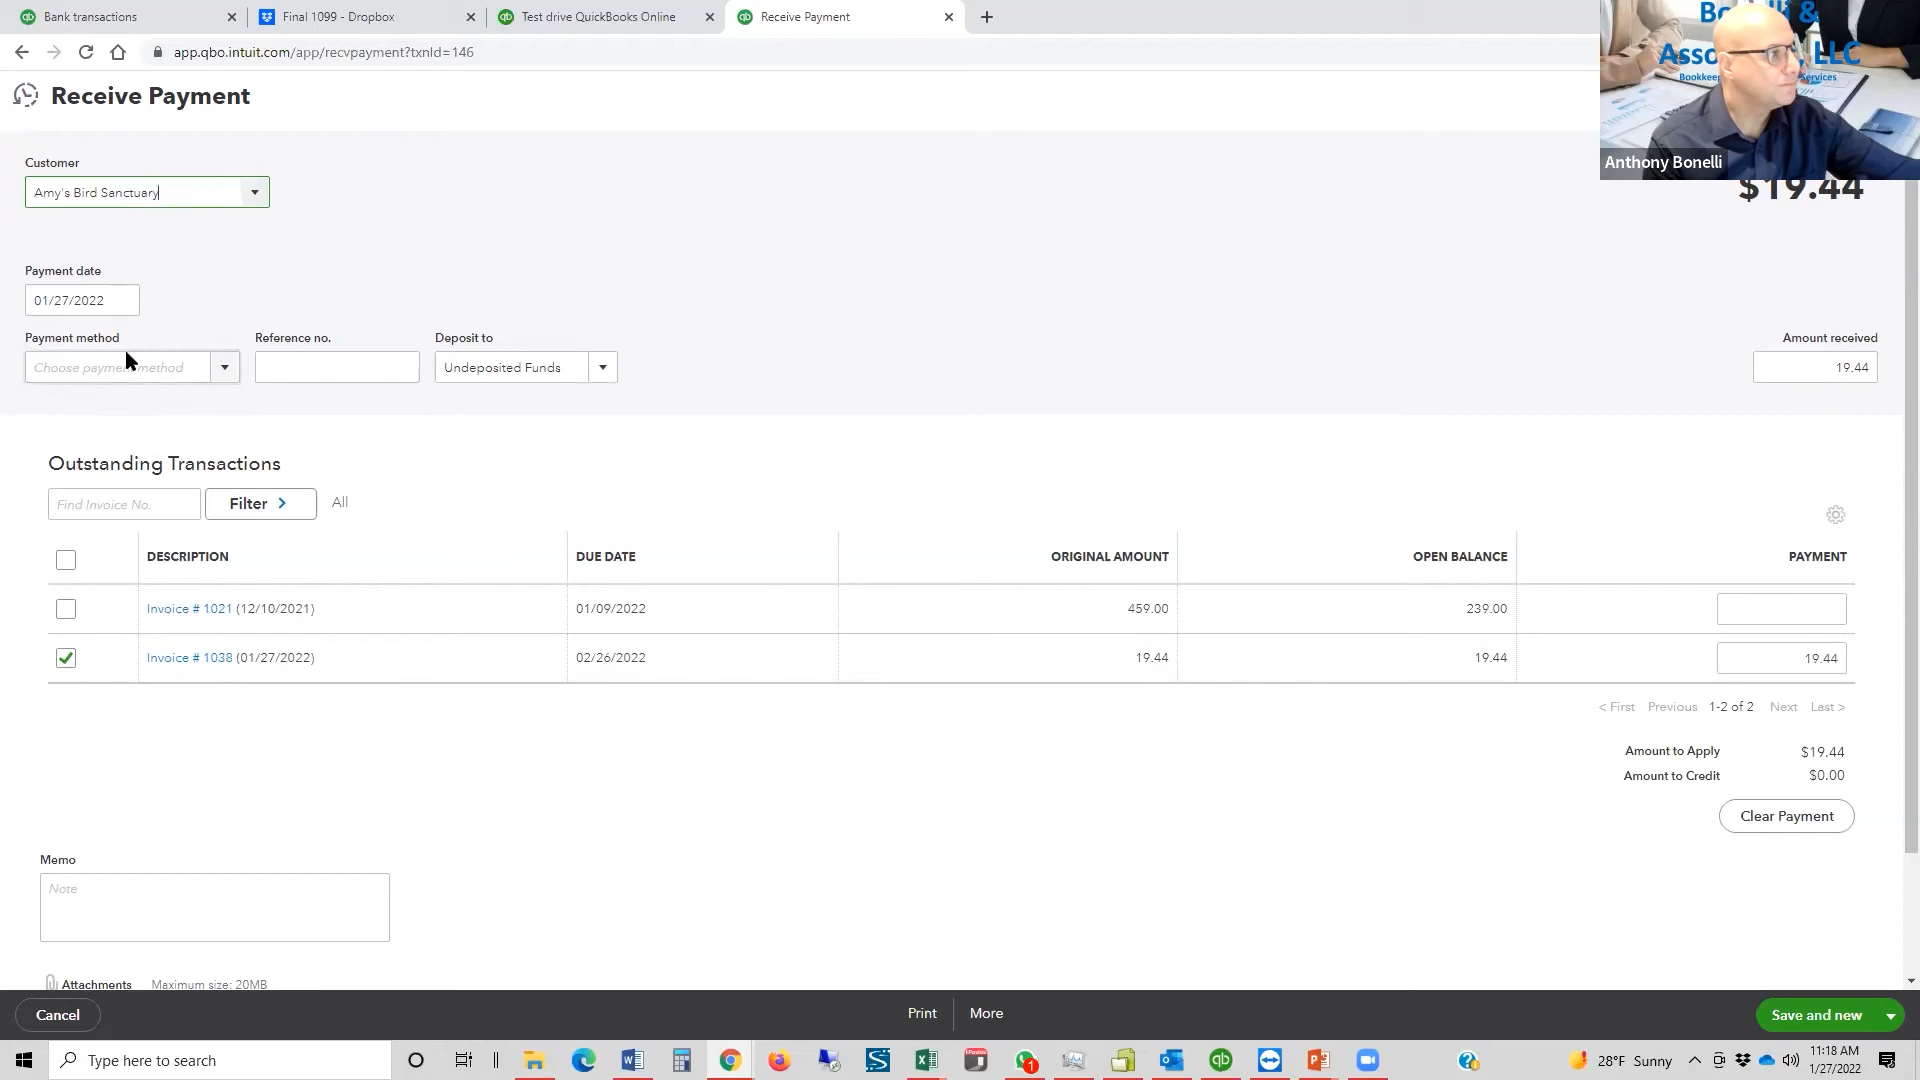 Bank transactions
Final 1099 - Dropbox
Test drive QuickBooks Online
Receive Payment
app.qbo.intuit.com/app/recvpayment?txnId=146
Receive Payment
Customer
Amy's Bird Sanctuary
LLC
Services
Anthony Bonelli
$19.44
Payment date
01/27/2022
Payment method
Reference no.
Deposit to
Amount received
Choose payment method
Undeposited Funds
19.44
Outstanding Transactions
Find Invoice No.
Filter >
All
DESCRIPTION
DUE DATE
ORIGINAL AMOUNT
OPEN BALANCE
PAYMENT
Invoice # 1021 (12/10/2021)
01/09/2022
459.00
239.00
Invoice # 1038 (01/27/2022)
02/26/2022
19.44
19.44
19.44
< First Previous 1-2 of 2 Next Last >
Amount to Apply $19.44
Amount to Credit $0.00
Clear Payment
Memo
Note
Attachments Maximum size: 20MB
Cancel
Print
More
Save and new
Type here to search
1
28°F Sunny
11:18 AM
1/27/2022